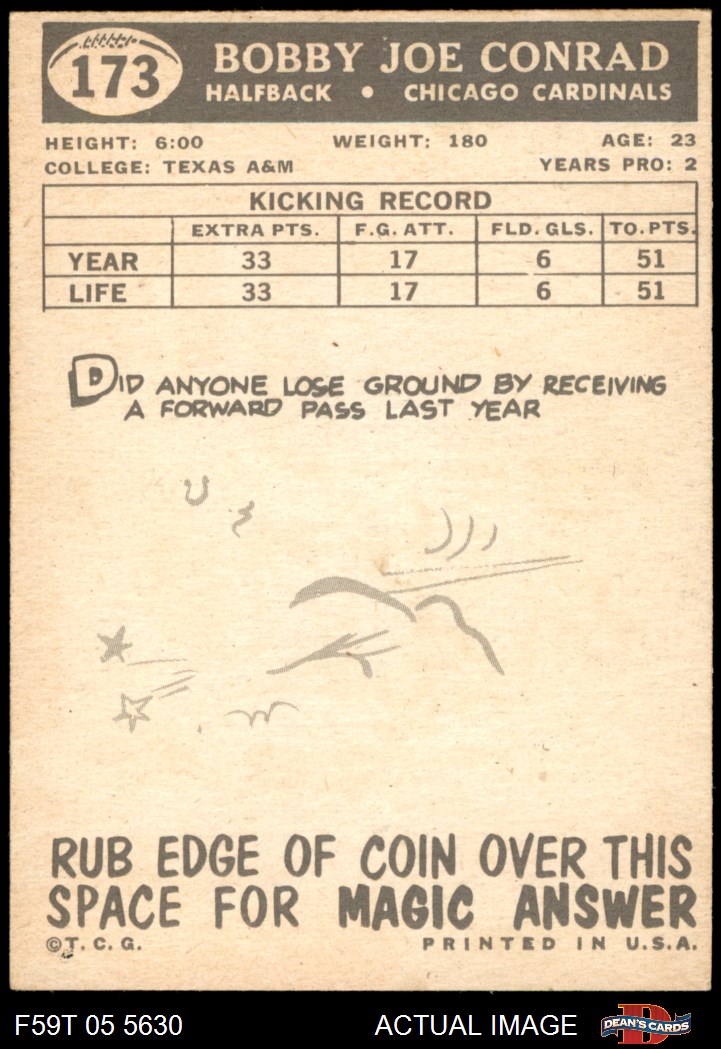 173
BOBBY JOE CONRAD
HALFBACK • CHICAGO CARDINALS
HEIGHT: 6:00 WEIGHT: 180 AGE: 23
COLLEGE: TEXAS A&M YEARS PRO: 2
KICKING RECORD
EXTRA PTS. F.G. ATT. FLD. GLS. TO. PTS.
YEAR 33 17 6 51
LIFE 33 17 6 51
DID ANYONE LOSE GROUND BY RECEIVING
A FORWARD PASS LAST YEAR
RUB EDGE OF COIN OVER THIS
SPACE FOR MAGIC ANSWER
©T. C. G. PRINTED IN U.S.A.
F59T 05 5630 ACTUAL IMAGE D DEAN'S CARDS